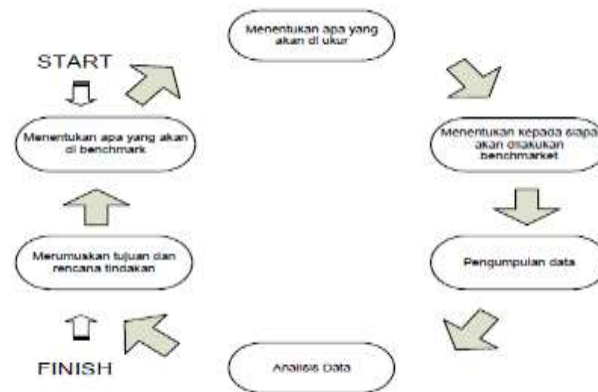 Menentukan apa yang
akan di ukur
START
Menentukan apa yang akan
di benchmark
Menentukan kepada siapa
akan dilakukan
benchmarket
Merumuskan tujuan dan
rencana tindakan
Pengumpulan data
FINISH
Analisis Data